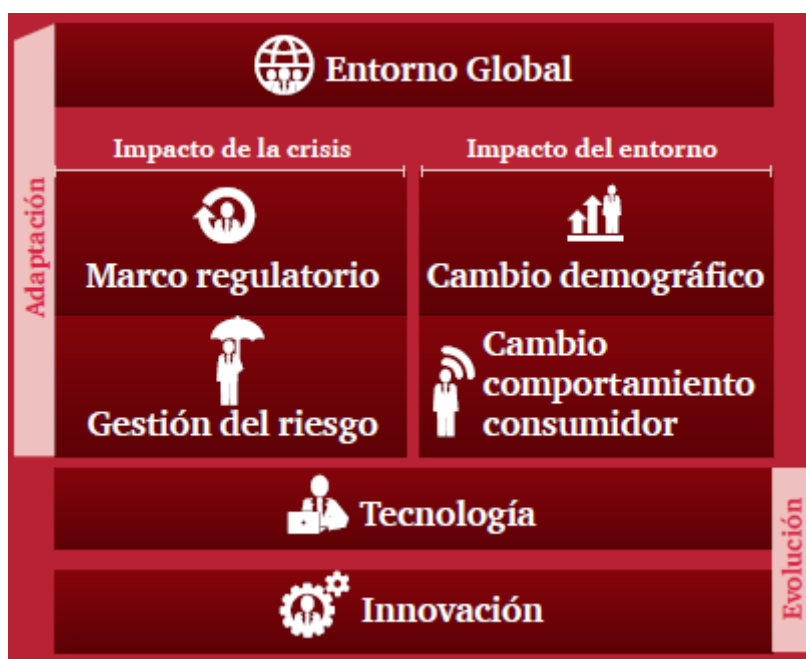 Entorno Global
Impacto de la crisis
Impacto del entorno
Adaptación
Marco regulatorio
Cambio demográfico
Gestión del riesgo
Cambio
comportamiento
consumidor
Tecnología
Evolución
Innovación